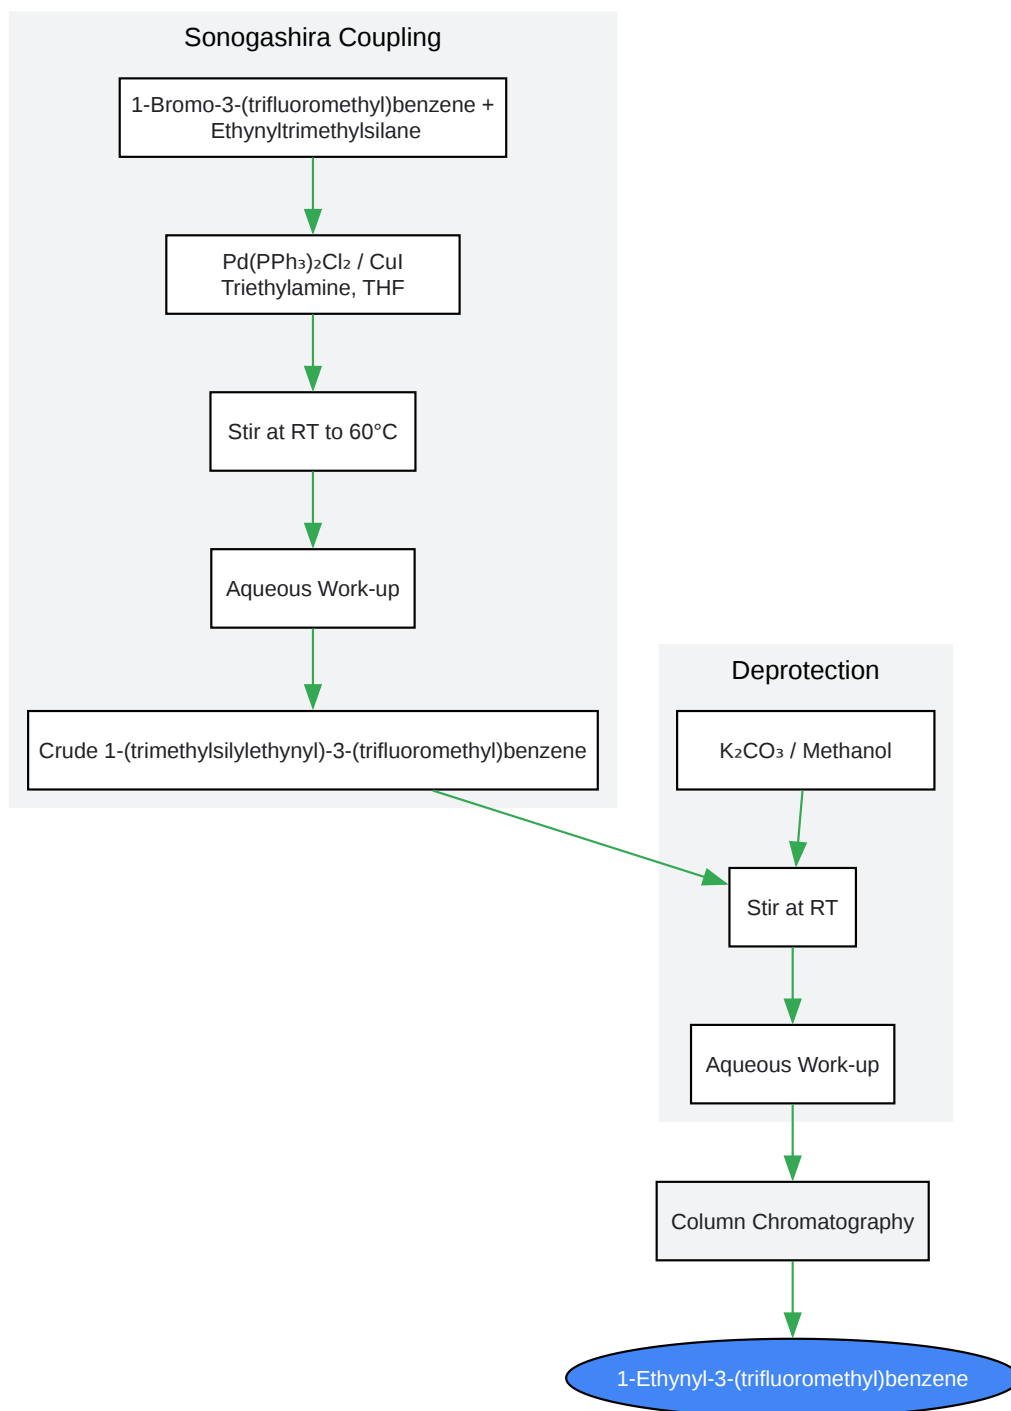 Sonogashira Coupling
1-Bromo-3-(trifluoromethyl)benzene +
Ethynyltrimethylsilane
Pd(PPh₃)₂Cl₂ / CuI
Triethylamine, THF
Stir at RT to 60°C
Aqueous Work-up
Crude 1-(trimethylsilylethynyl)-3-(trifluoromethyl)benzene
Deprotection
K₂CO₃ / Methanol
Stir at RT
Aqueous Work-up
Column Chromatography
1-Ethynyl-3-(trifluoromethyl)benzene